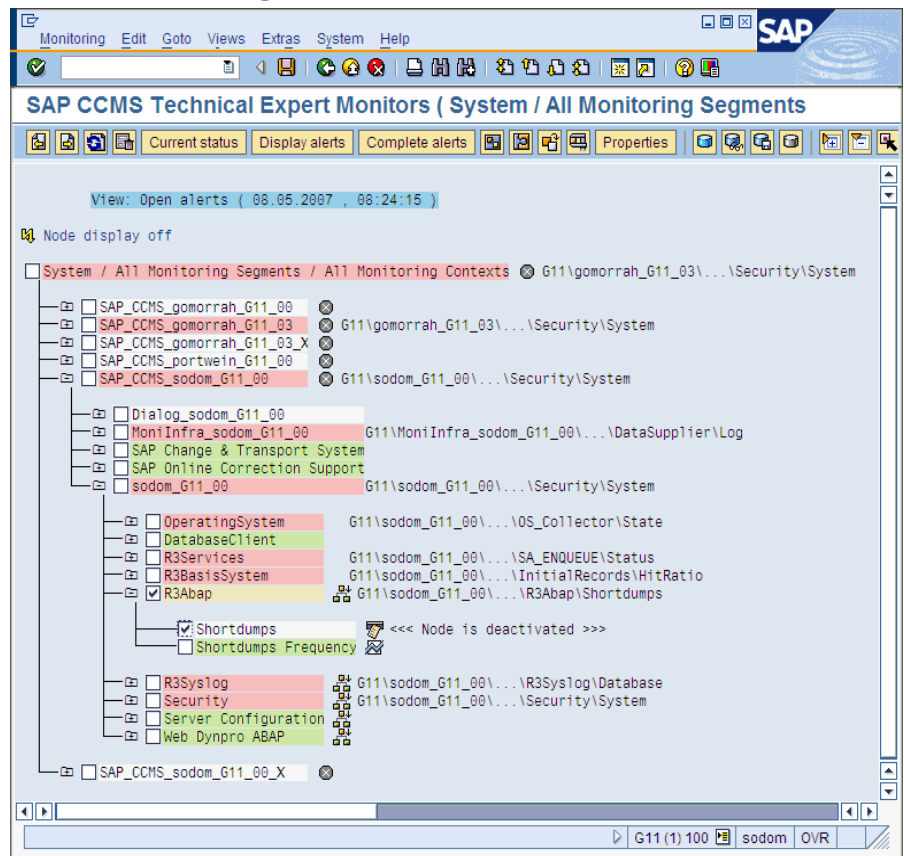 Monitoring Edit Goto Views Extras System Help
SAP
SAP CCMS Technical Expert Monitors ( System / All Monitoring Segments
Current status Display alerts Complete alerts Properties
View: Open alerts ( 08.05.2007 , 08:24:15 )
Node display off
System / All Monitoring Segments / All Monitoring Contexts G11\gomorrah_G11_03\...\Security\System
SAP_CCMS_gomorrah_G11_00
SAP_CCMS_gomorrah_G11_03 G11\gomorrah_G11_03\...\Security\System
SAP_CCMS_gomorrah_G11_03_X
SAP_CCMS_portwein_G11_00
SAP_CCMS_sodom_G11_00 G11\sodom_G11_00\...\Security\System
Dialog_sodom_G11_00
MoniInfra_sodom_G11_00 G11\MoniInfra_sodom_G11_00\...\DataSupplier\Log
SAP Change & Transport System
SAP Online Correction Support
sodom_G11_00 G11\sodom_G11_00\...\Security\System
OperatingSystem G11\sodom_G11_00\...\OS_Collector\State
DatabaseClient
R3Services G11\sodom_G11_00\...\SA_ENQUEUE\Status
R3BasisSystem G11\sodom_G11_00\...\InitialRecords\HitRatio
R3Abap G11\sodom_G11_00\...\R3Abap\Shortdumps
Shortdumps <<< Node is deactivated >>>
Shortdumps Frequency
R3Syslog G11\sodom_G11_00\...\R3Syslog\Database
Security G11\sodom_G11_00\...\Security\System
Server Configuration
Web Dynpro ABAP
SAP_CCMS_sodom_G11_00_X
G11 (1) 100 sodom OVR